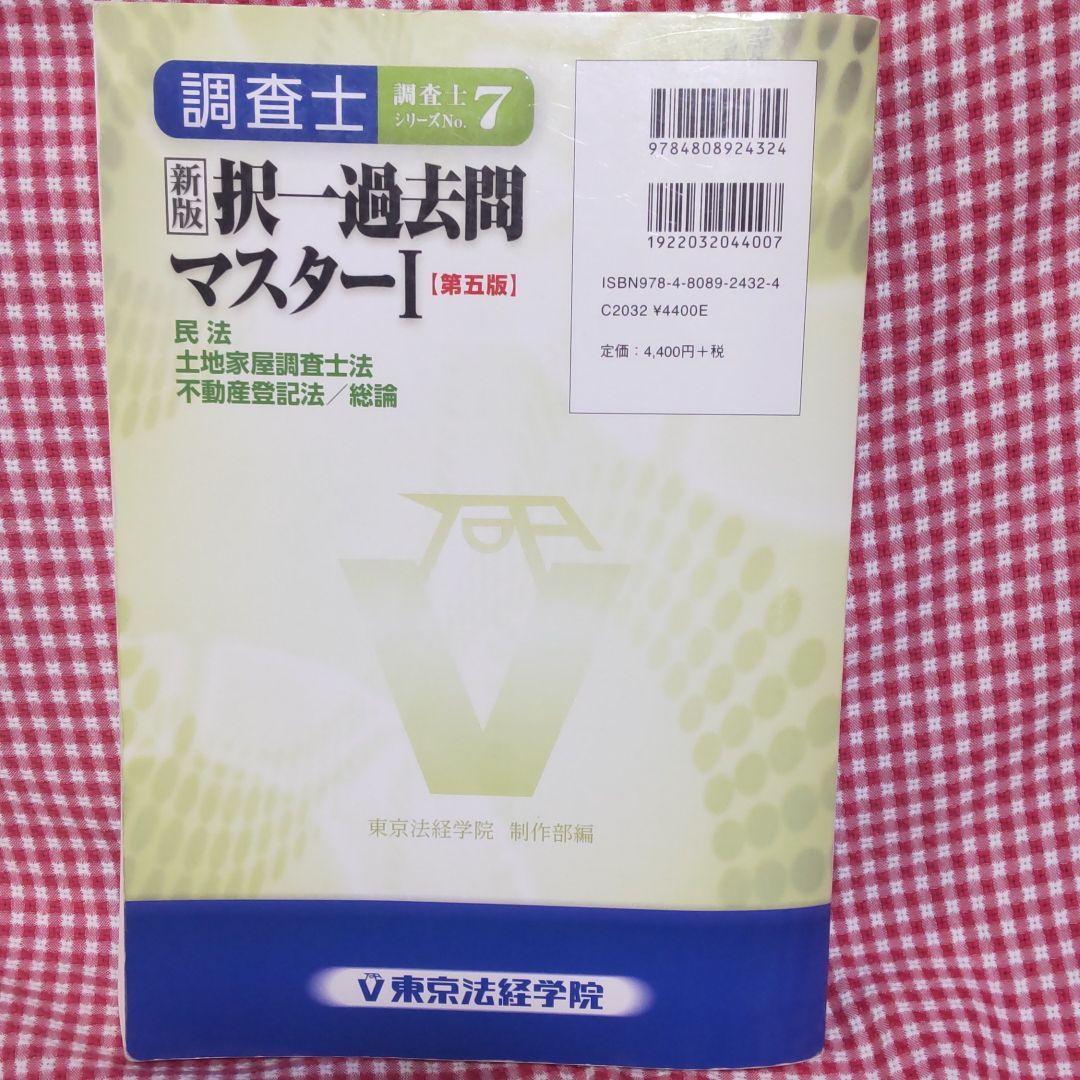 調査士
調査士
シリーズNo. 7
新版 択一過去問
マスターⅠ【第五版】
民法
土地家屋調査士法
不動産登記法／総論
9784808924324
1922032044007
ISBN978-4-8089-2432-4
C2032 ¥4400E
定価：4,400円＋税
東京法経学院 制作部編
東京法経学院